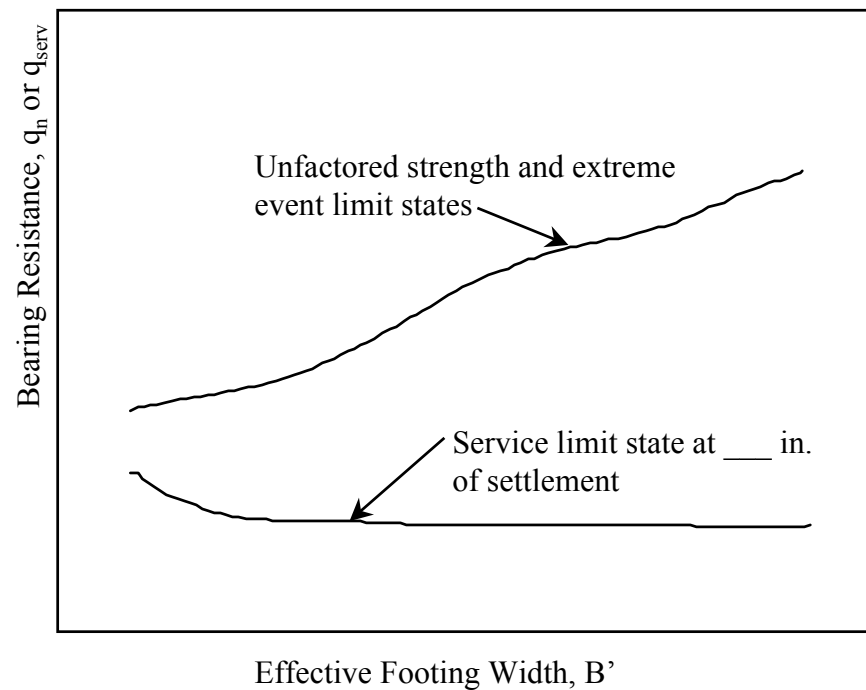 Bearing Resistance, qn or qserv
Unfactored strength and extreme
event limit states
Service limit state at ___ in.
of settlement
Effective Footing Width, B’